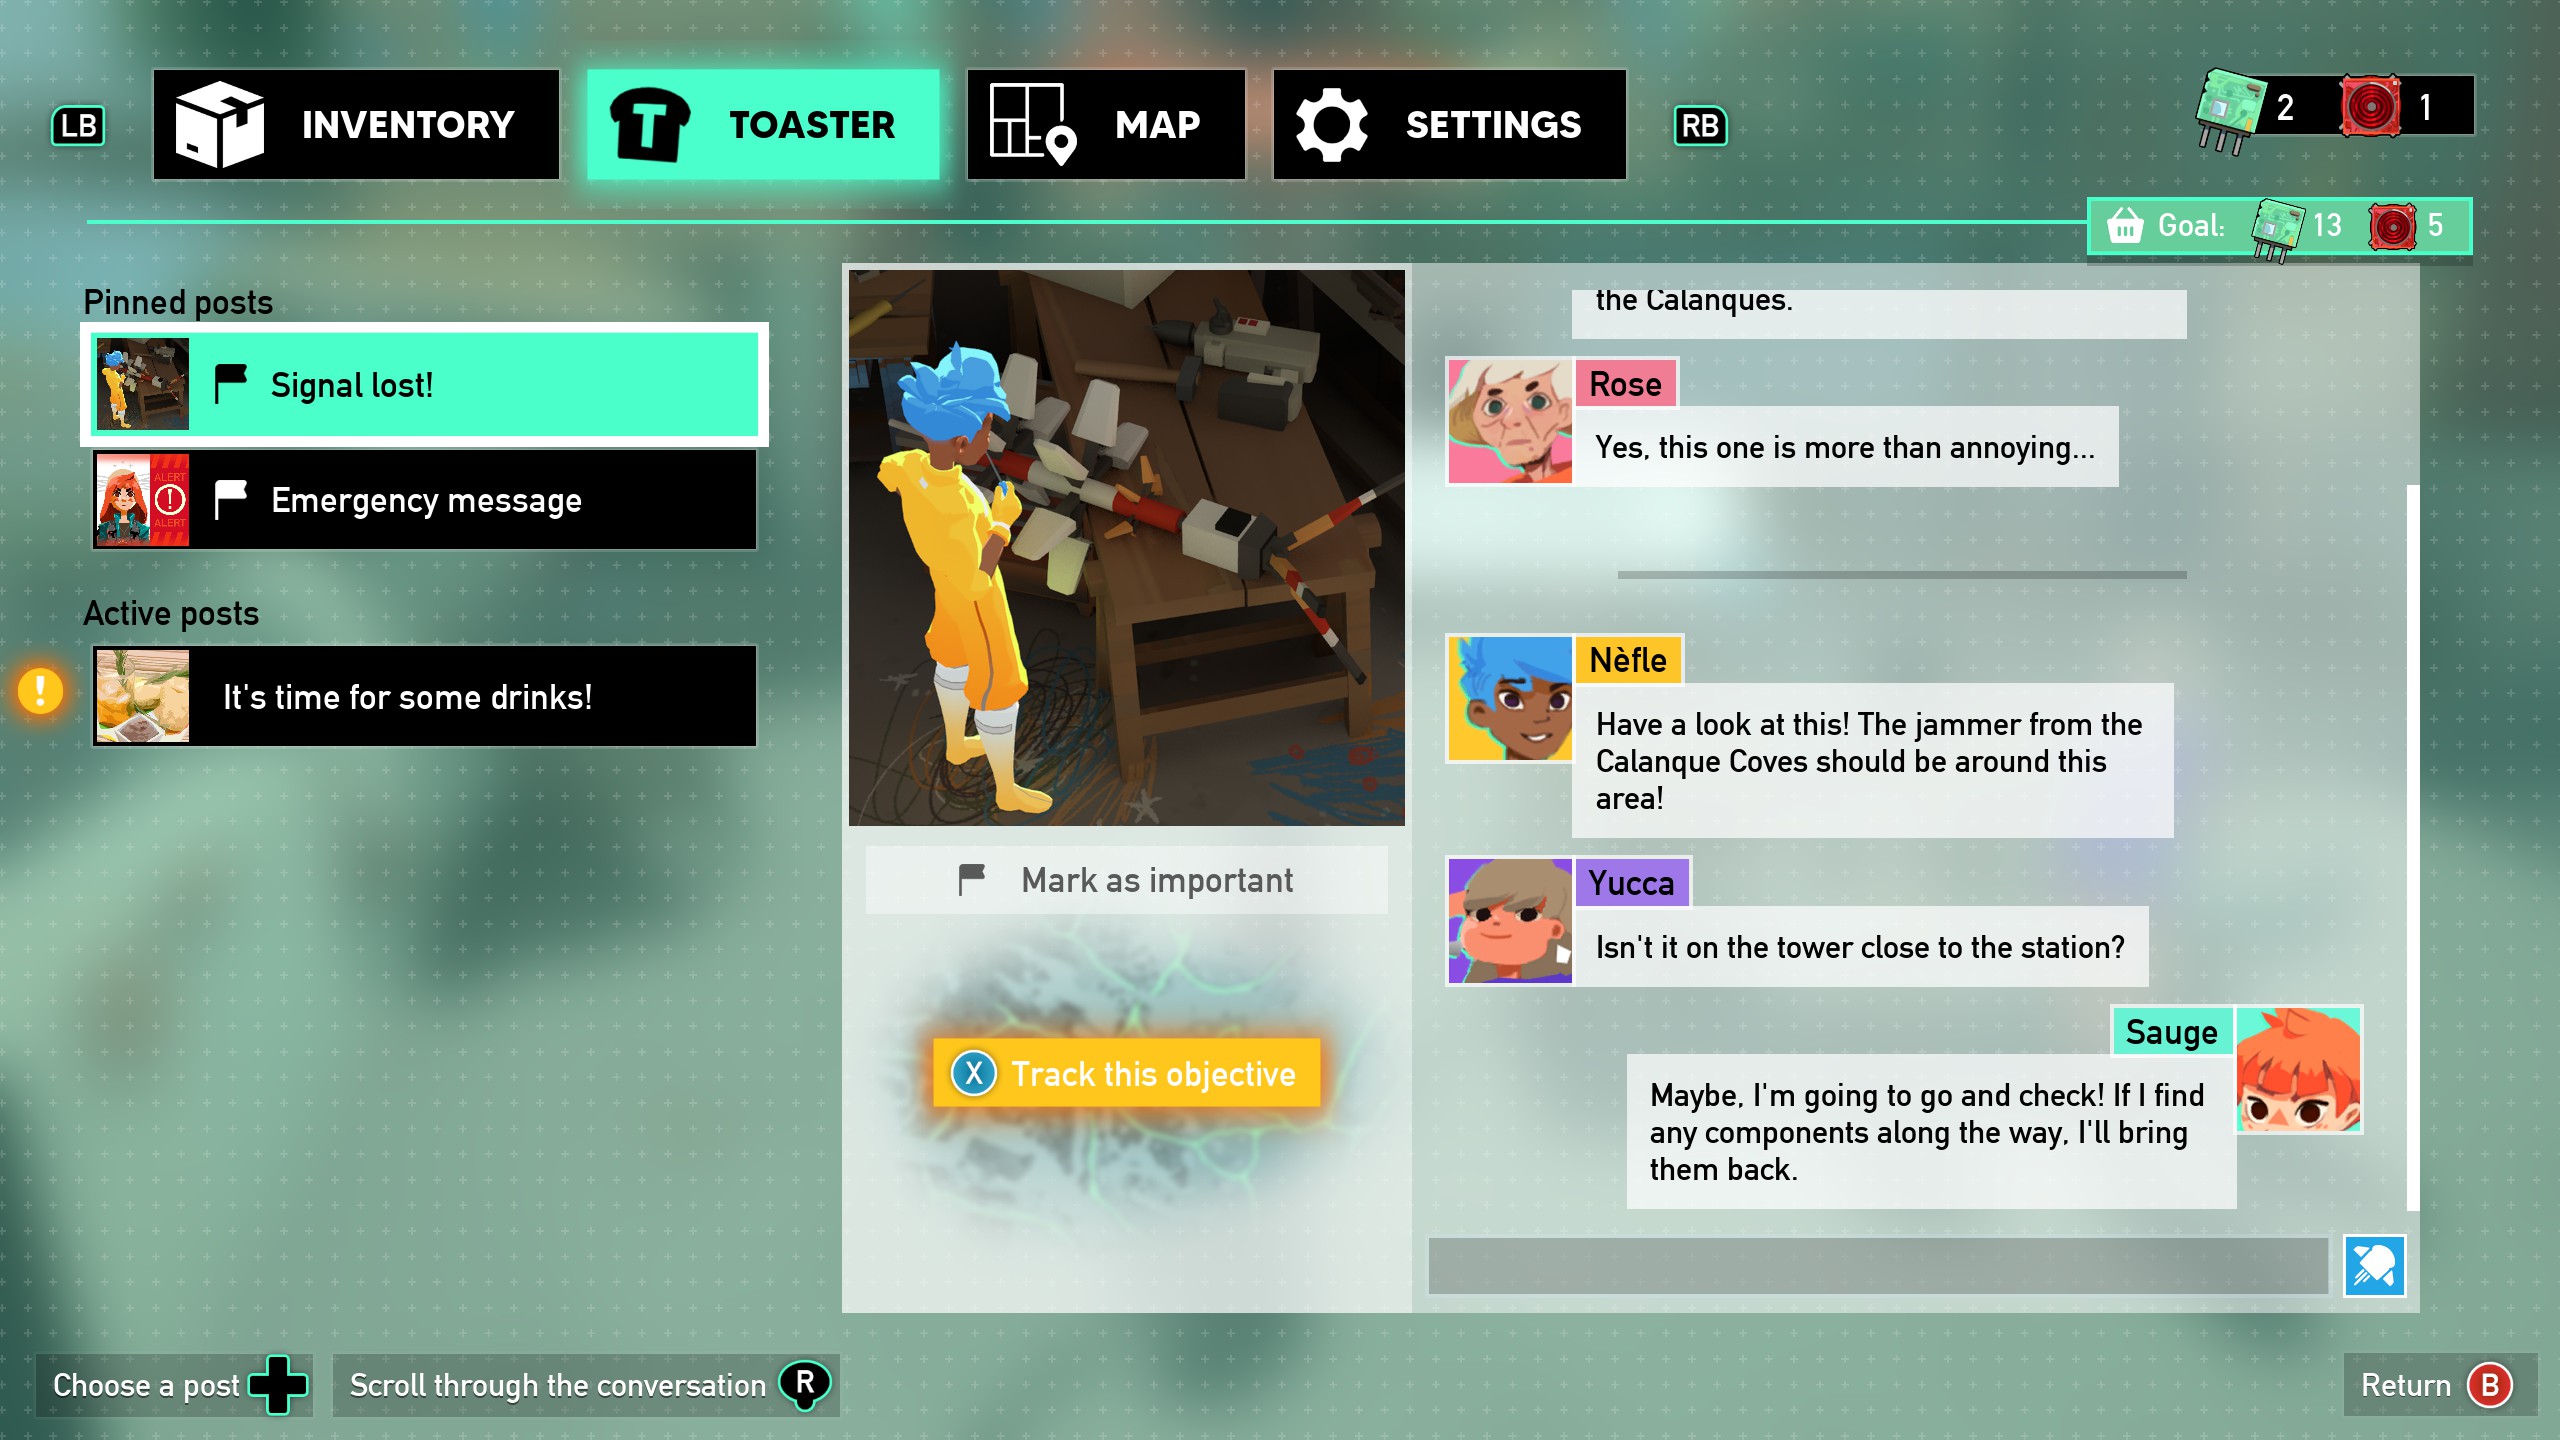 LB
INVENTORY
T
TOASTER
MAP
SETTINGS
RB
2
1
Goal:
13
5
Pinned posts
Signal lost!
ALERT
!
ALERT
Emergency message
Active posts
!
It's time for some drinks!
Mark as important
X Track this objective
the Calanques.
Rose
Yes, this one is more than annoying...
Nèfle
Have a look at this! The jammer from the
Calanque Coves should be around this
area!
Yucca
Isn't it on the tower close to the station?
Sauge
Maybe, I'm going to go and check! If I find
any components along the way, I'll bring
them back.
Choose a post
Scroll through the conversation R
Return B